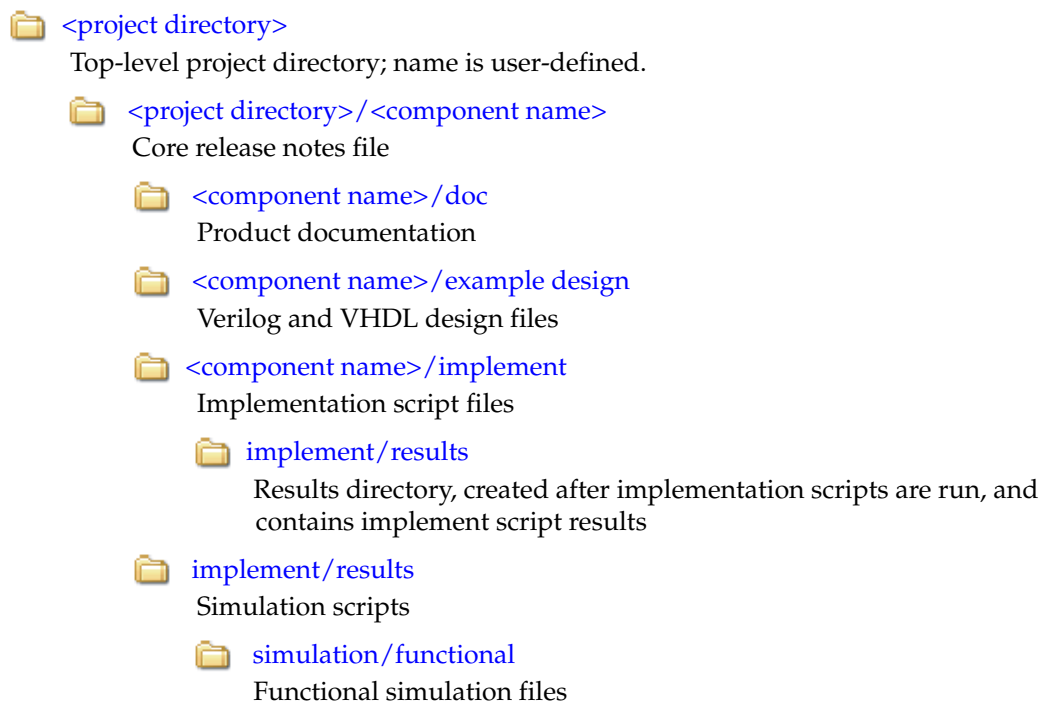 <project directory>
Top-level project directory; name is user-defined.
<project directory>/<component name>
Core release notes file
<component name>/doc
Product documentation
<component name>/example design
Verilog and VHDL design files
<component name>/implement
Implementation script files
implement/results
Results directory, created after implementation scripts are run, and
contains implement script results
implement/results
Simulation scripts
simulation/functional
Functional simulation files